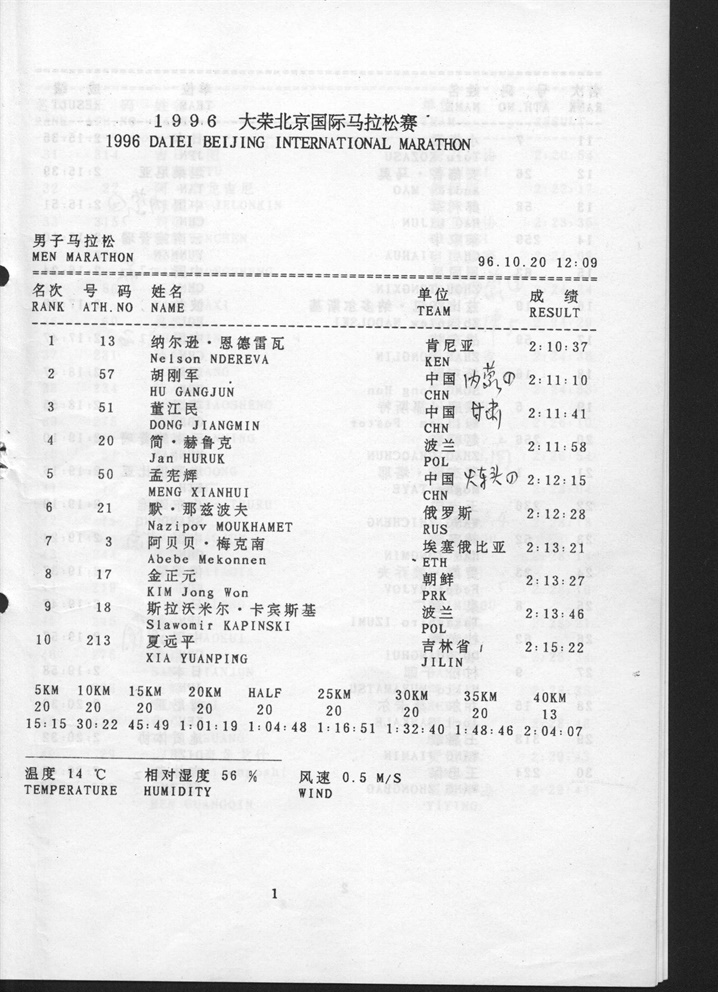 1996 大荣北京国际马拉松赛
1996 DAIEI BEIJING INTERNATIONAL MARATHON
男子马拉松
MEN MARATHON 96.10.20 12:09
名次 号 码 姓名 单位 成 绩
RANK ATH.NO NAME TEAM RESULT
1 13 纳尔逊·恩德雷瓦 肯尼亚 2:10:37
Nelson NDEREVA KEN
2 57 胡刚军 中国 内蒙 2:11:10
HU GANGJUN CHN
3 51 董江民 中国 甘肃 2:11:41
DONG JIANGMIN CHN
4 20 简·赫鲁克 波兰 2:11:58
Jan HURUK POL
5 50 孟宪辉 中国 火车头 2:12:15
MENG XIANHUI CHN
6 21 默·那兹波夫 俄罗斯 2:12:28
Nazipov MOUKHAMET RUS
7 3 阿贝贝·梅克南 埃塞俄比亚 2:13:21
Abebe Mekonnen ETH
8 17 金正元 朝鲜 2:13:27
KIM Jong Won PRK
9 18 斯拉沃米尔·卡宾斯基 波兰 2:13:46
Slawomir KAPINSKI POL
10 213 夏远平 吉林省 2:15:22
XIA YUANPING JILIN
5KM 10KM 15KM 20KM HALF 25KM 30KM 35KM 40KM
20 20 20 20 20 20 20 20 13
15:15 30:22 45:49 1:01:19 1:04:48 1:16:51 1:32:40 1:48:46 2:04:07
温度 14 ℃ 相对湿度 56 % 风速 0.5 M/S
TEMPERATURE HUMIDITY WIND
1